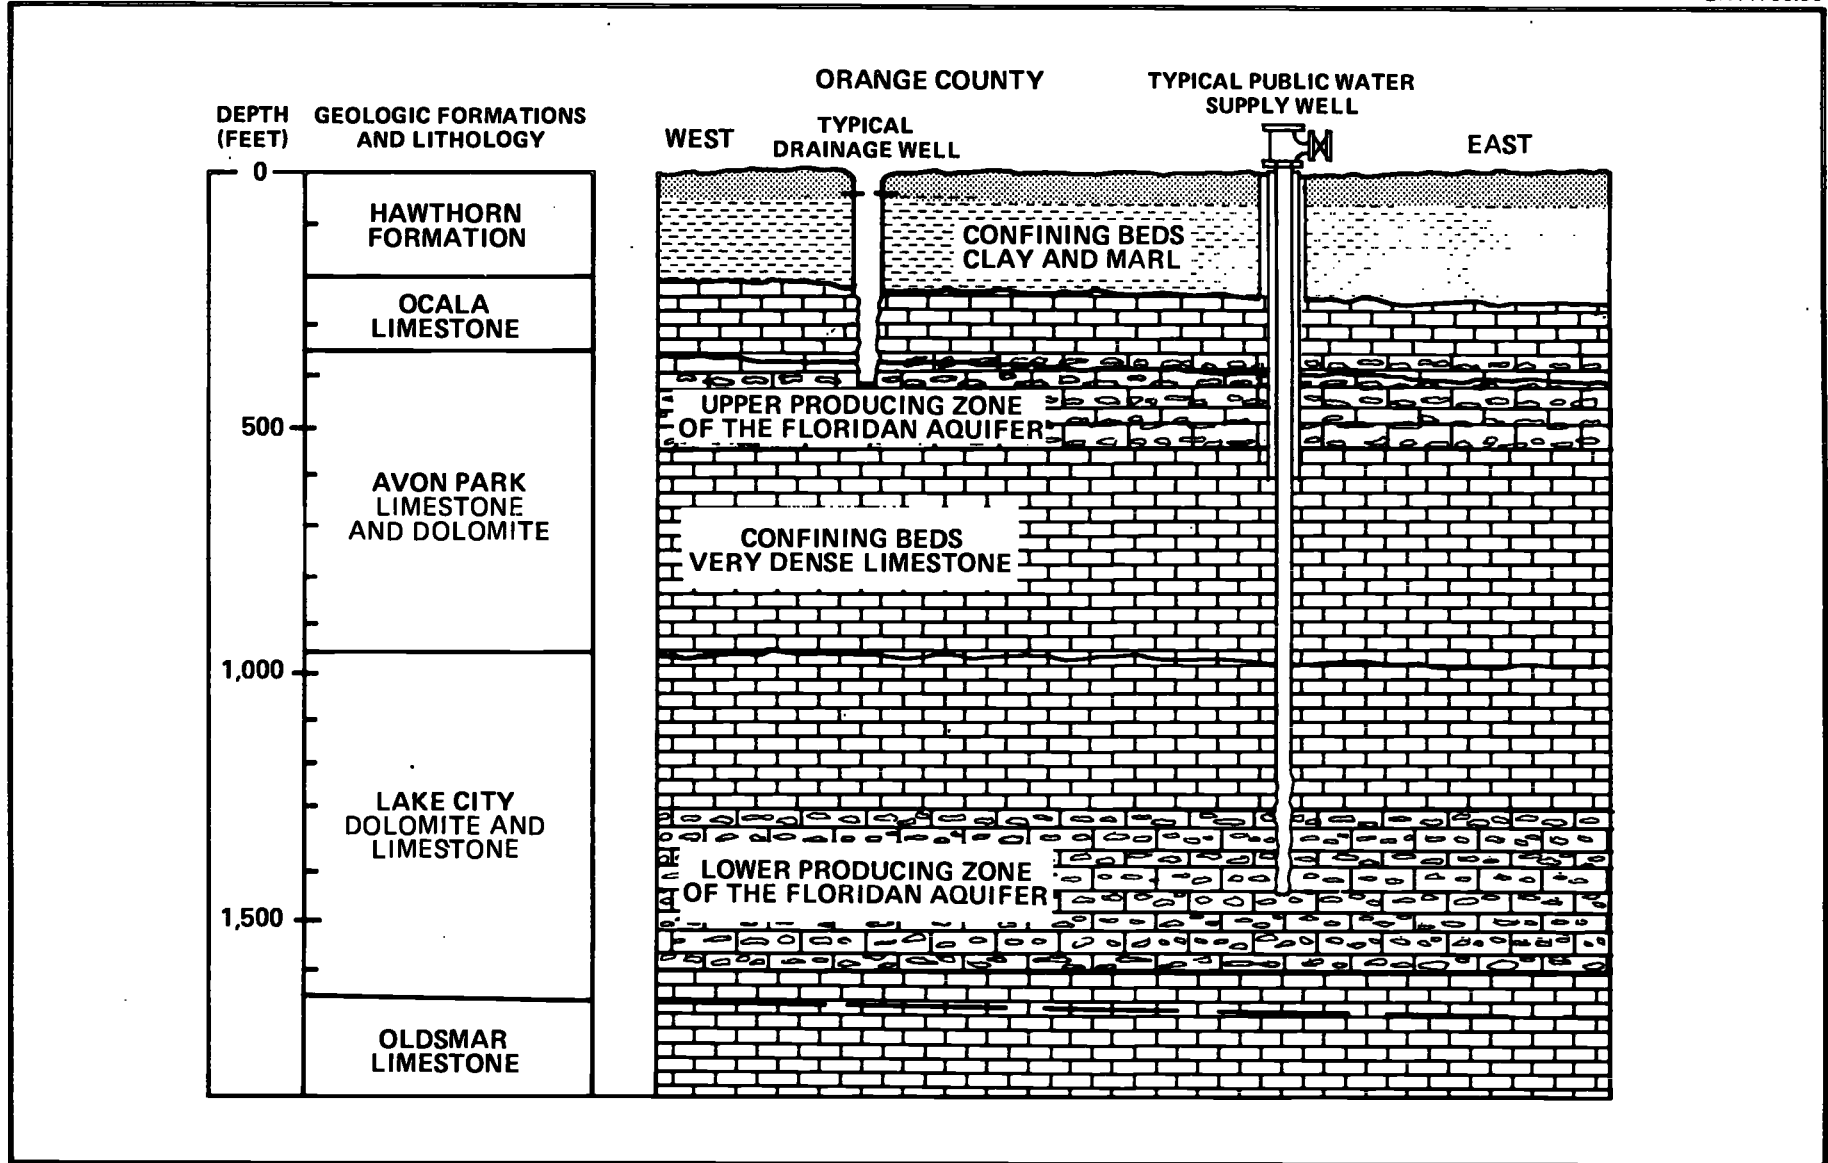 ORANGE COUNTY
TYPICAL PUBLIC WATER
SUPPLY WELL
DEPTH
(FEET)
GEOLOGIC FORMATIONS
AND LITHOLOGY
WEST
TYPICAL
DRAINAGE WELL
EAST
0
HAWTHORN
FORMATION
CONFINING BEDS
CLAY AND MARL
OCALA
LIMESTONE
UPPER PRODUCING ZONE
OF THE FLORIDAN AQUIFER
500
AVON PARK
LIMESTONE
AND DOLOMITE
CONFINING BEDS
VERY DENSE LIMESTONE
1,000
LAKE CITY
DOLOMITE AND
LIMESTONE
LOWER PRODUCING ZONE
OF THE FLORIDAN AQUIFER
1,500
OLDSMAR
LIMESTONE